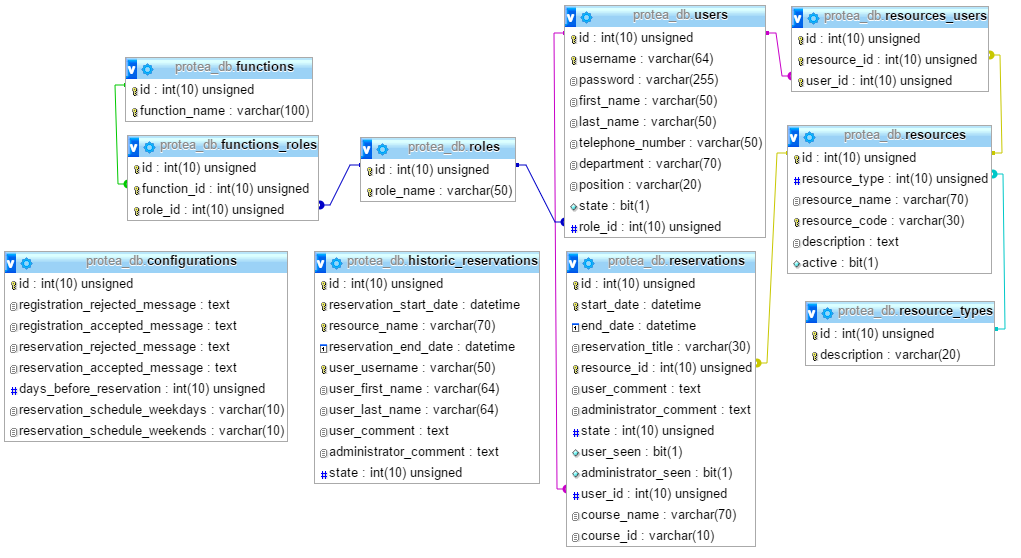 protea_db.functions
id : int(10) unsigned
function_name : varchar(100)
protea_db.functions_roles
id : int(10) unsigned
function_id : int(10) unsigned
role_id : int(10) unsigned
protea_db.roles
id : int(10) unsigned
role_name : varchar(50)
protea_db.users
id : int(10) unsigned
username : varchar(64)
password : varchar(255)
first_name : varchar(50)
last_name : varchar(50)
telephone_number : varchar(50)
department : varchar(70)
position : varchar(20)
state : bit(1)
role_id : int(10) unsigned
protea_db.resources_users
id : int(10) unsigned
resource_id : int(10) unsigned
user_id : int(10) unsigned
protea_db.resources
id : int(10) unsigned
resource_type : int(10) unsigned
resource_name : varchar(70)
resource_code : varchar(30)
description : text
active : bit(1)
protea_db.configurations
id : int(10) unsigned
registration_rejected_message : text
registration_accepted_message : text
reservation_rejected_message : text
reservation_accepted_message : text
days_before_reservation : int(10) unsigned
reservation_schedule_weekdays : varchar(10)
reservation_schedule_weekends : varchar(10)
protea_db.historic_reservations
id : int(10) unsigned
reservation_start_date : datetime
resource_name : varchar(70)
reservation_end_date : datetime
user_username : varchar(50)
user_first_name : varchar(64)
user_last_name : varchar(64)
user_comment : text
administrator_comment : text
state : int(10) unsigned
protea_db.reservations
id : int(10) unsigned
start_date : datetime
end_date : datetime
reservation_title : varchar(30)
resource_id : int(10) unsigned
user_comment : text
administrator_comment : text
state : int(10) unsigned
user_seen : bit(1)
administrator_seen : bit(1)
user_id : int(10) unsigned
course_name : varchar(70)
course_id : varchar(10)
protea_db.resource_types
id : int(10) unsigned
description : varchar(20)